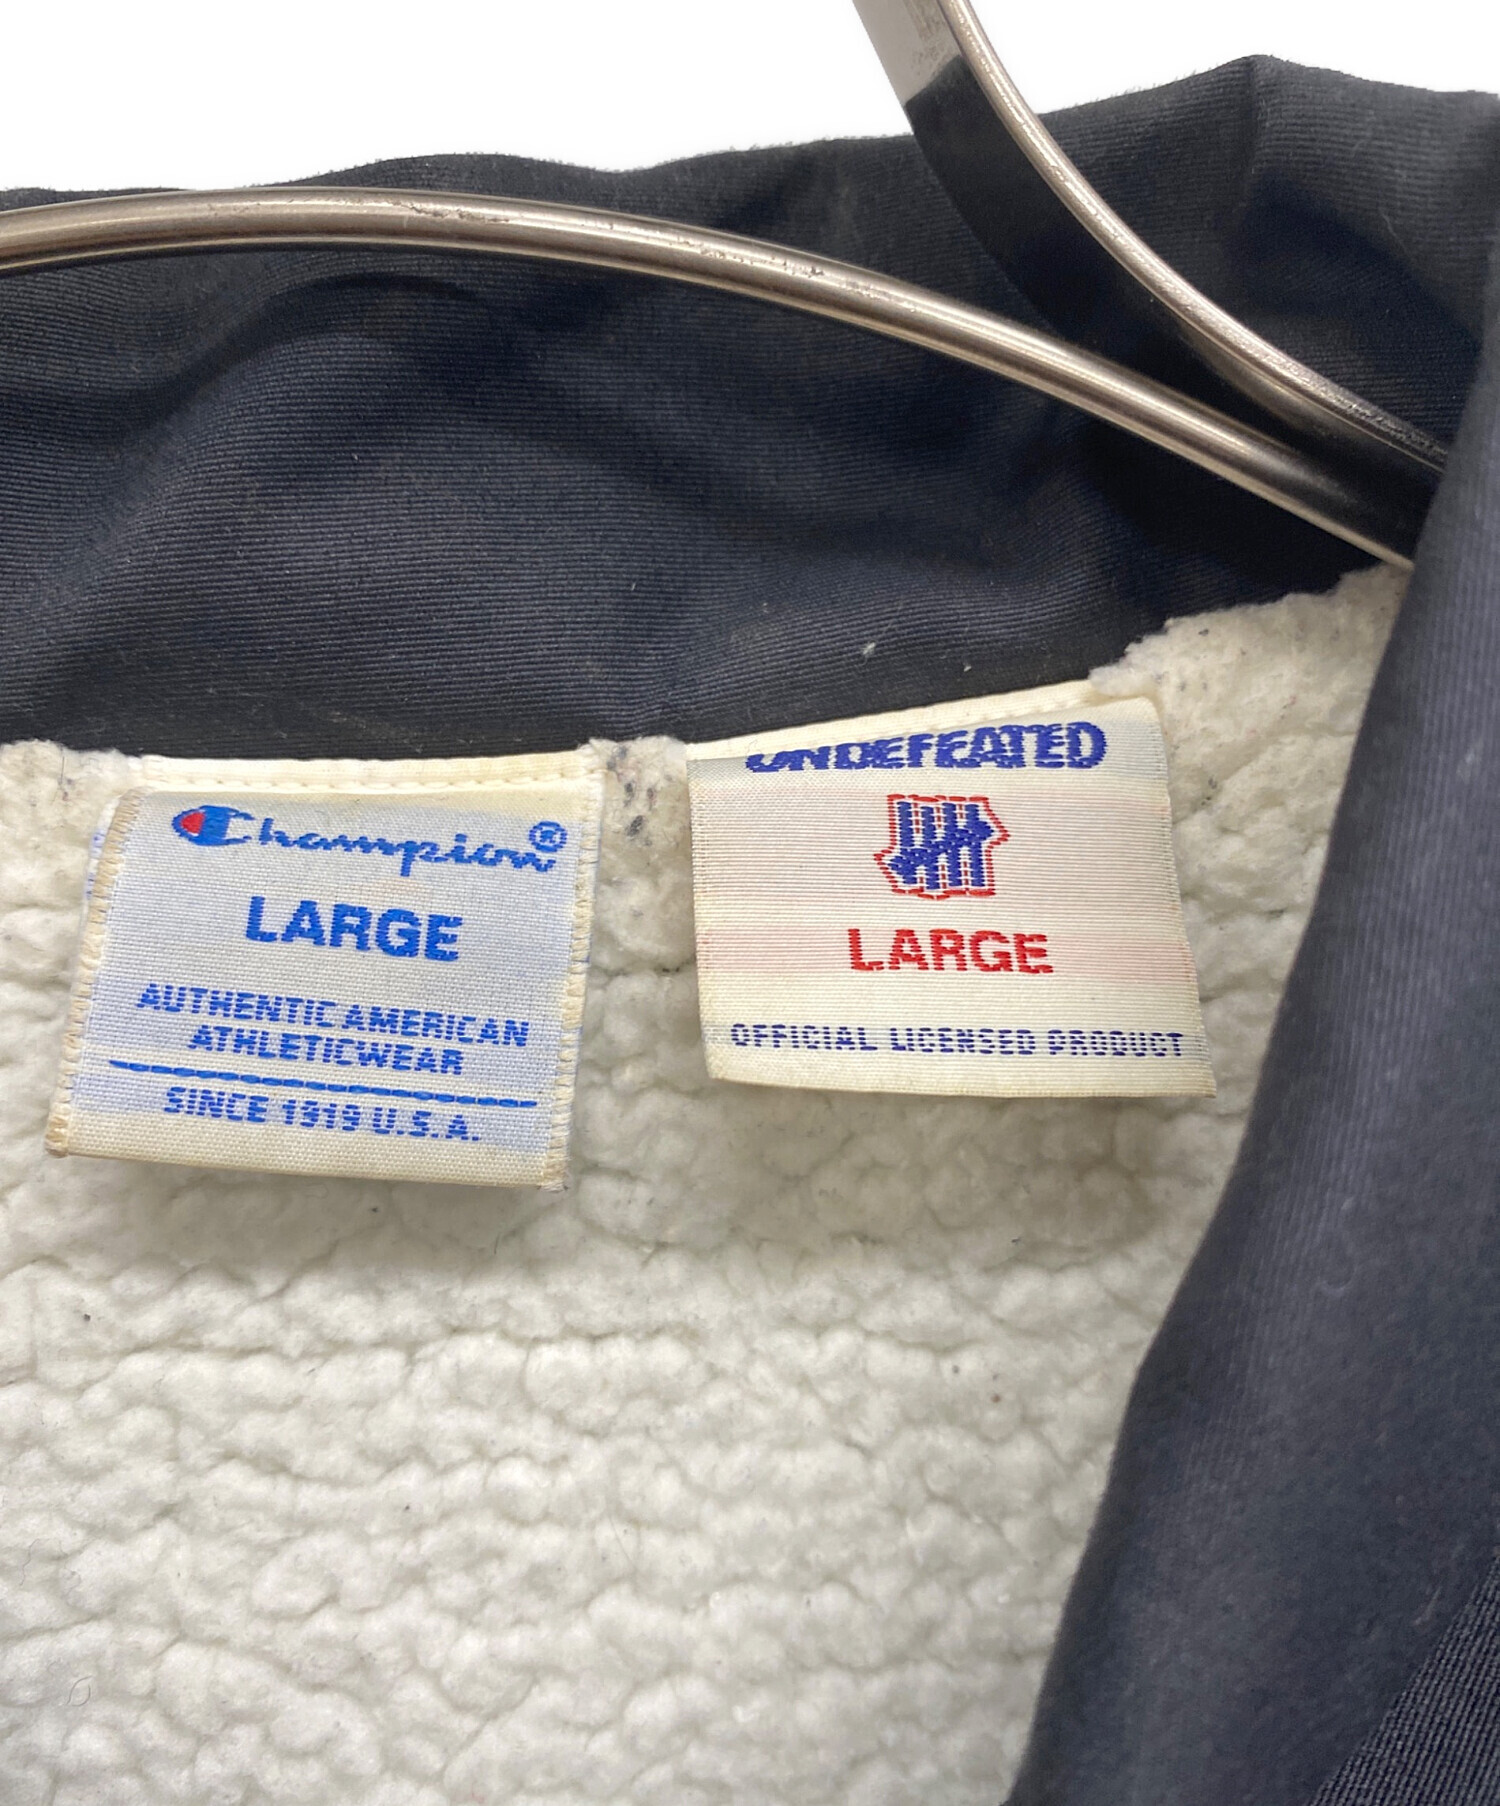 Champion®
LARGE
AUTHENTIC AMERICAN
ATHLETICWEAR
SINCE 1919 U.S.A.
UNDEFEATED
LARGE
OFFICIAL LICENSED PRODUCT